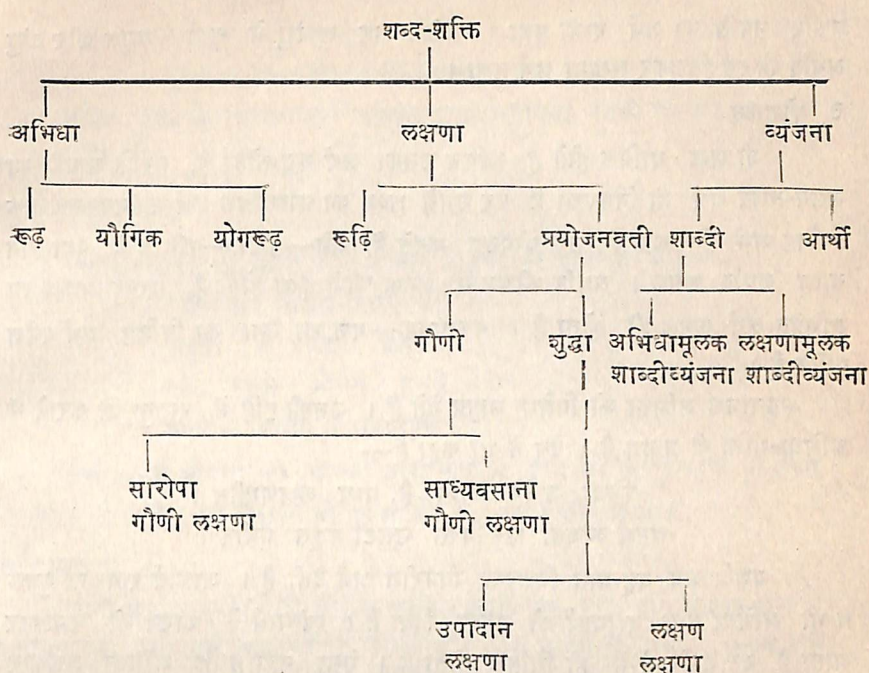 शब्द-शक्ति
अभिधा लक्षणा व्यंजना
रूढ़ यौगिक योगरूढ़ रूढ़ि प्रयोजनवती शाब्दी आर्थी
गौणी शुद्धा अभिधामूलक लक्षणामूलक
शाब्दीव्यंजना शाब्दीव्यंजना
सारोपा साध्यवसाना
गौणी लक्षणा गौणी लक्षणा
उपादान लक्षण
लक्षणा लक्षणा